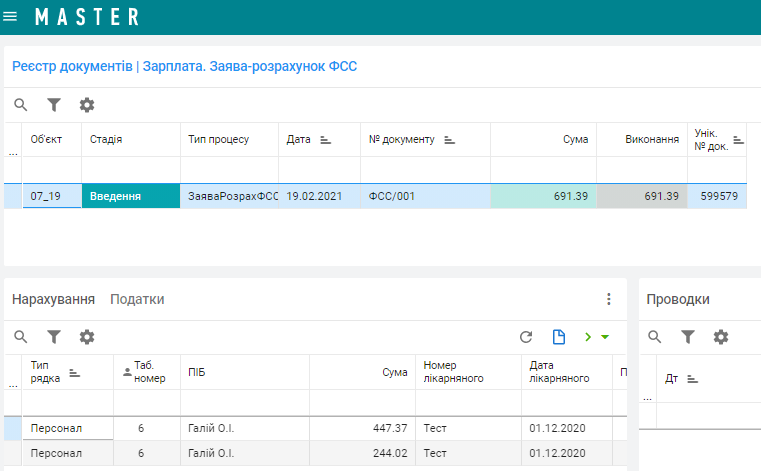 MASTER
Реєстр документів | Зарплата. Заява-розрахунок ФСС
Об'єкт Стадія Тип процесу Дата № документу Сума Виконання Унік.
№ док.
...
07_19 Введення ЗаяваРозрахФСС 19.02.2021 ФСС/001 691.39 691.39 599579
Нарахування Податки
Тип
рядка
Таб.
номер
ПІБ
Сума
Номер
лікарняного
Дата
лікарняного
П
...
Персонал 6 Галій О.І. 447.37 Тест 01.12.2020
Персонал 6 Галій О.І. 244.02 Тест 01.12.2020
Проводки
Дт
...